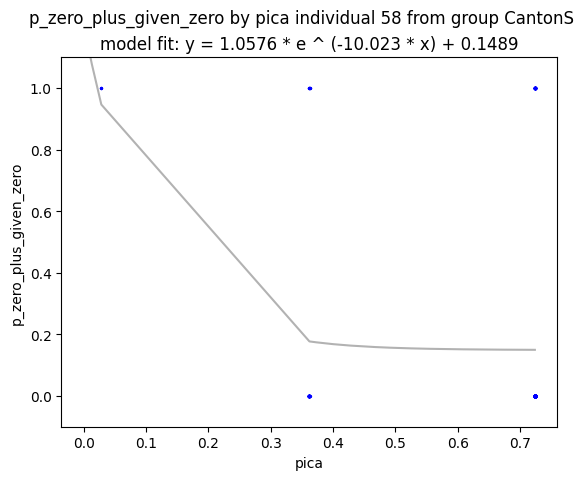 p_zero_plus_given_zero by pica individual 58 from group CantonS
model fit: y = 1.0576 * e ^ (-10.023 * x) + 0.1489
1.0
0.8
0.6
0.4
0.2
0.0
p_zero_plus_given_zero
0.0 0.1 0.2 0.3 0.4 0.5 0.6 0.7
pica